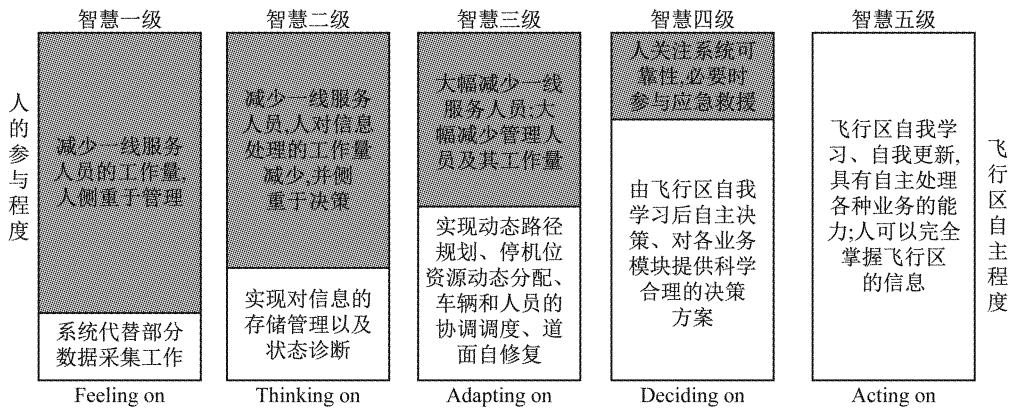 智慧一级
智慧二级
智慧三级
智慧四级
智慧五级
人的参与程度
减少一线服务
人员的工作量,
人侧重于管理
系统代替部分
数据采集工作
减少一线服务
人员,人对信息
处理的工作量
减少,并侧
重于决策
实现对信息的
存储管理以及
状态诊断
大幅减少一线
服务人员;大
幅减少管理人
员及其工作量
实现动态路径
规划、停机位
资源动态分配、
车辆和人员的
协调调度、道
面自修复
人关注系统可
靠性,必要时
参与应急救援
由飞行区自我
学习后自主决
策、对各业务
模块提供科学
合理的决策
方案
飞行区自我学
习、自我更新,
具有自主处理
各种业务的能
力;人可以完全
掌握飞行区
的信息
飞行区自主程度
Feeling on
Thinking on
Adapting on
Deciding on
Acting on